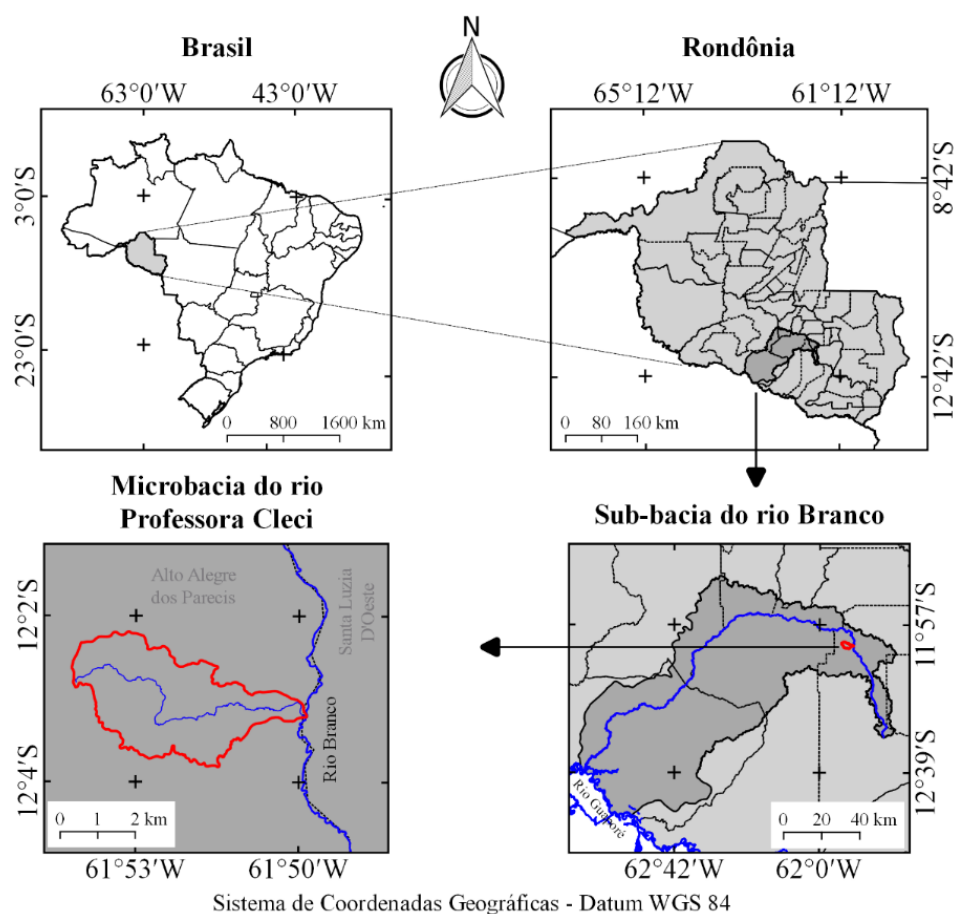 N
Brasil
63°0'W 43°0'W
3°0'S
23°0'S
0 800 1600 km
Rondônia
65°12'W 61°12'W
8°42'S
12°42'S
0 80 160 km
Microbacia do rio
Professora Cleci
Alto Alegre
dos Parecis
Santa Luzia
D'Oeste
Rio Branco
12°2'S
12°4'S
0 1 2 km
61°53'W 61°50'W
Sub-bacia do rio Branco
11°57'S
12°39'S
Rio Guaporé
0 20 40 km
62°42'W 62°0'W
Sistema de Coordenadas Geográficas - Datum WGS 84